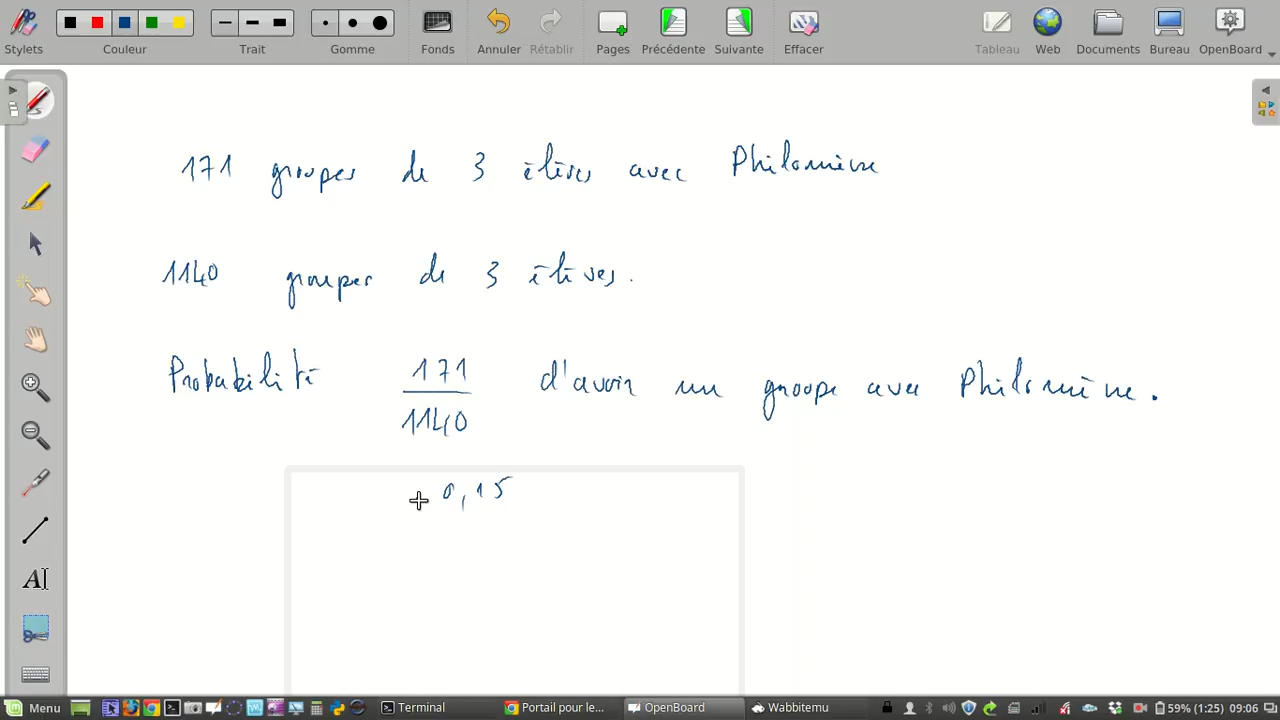 Stylets Couleur Trait Gomme Fonds Annuler Rétablir Pages Précédente Suivante Effacer Tableau Web Documents Bureau OpenBoard
171 groupes de 3 élèves avec Philomène
1140 groupes de 3 élèves.
Probabilité 171/1140 d'avoir un groupe avec Philomène.
0,15
Menu Terminal Portail pour le... OpenBoard Wabbitemu 59% (1:25) 09:06